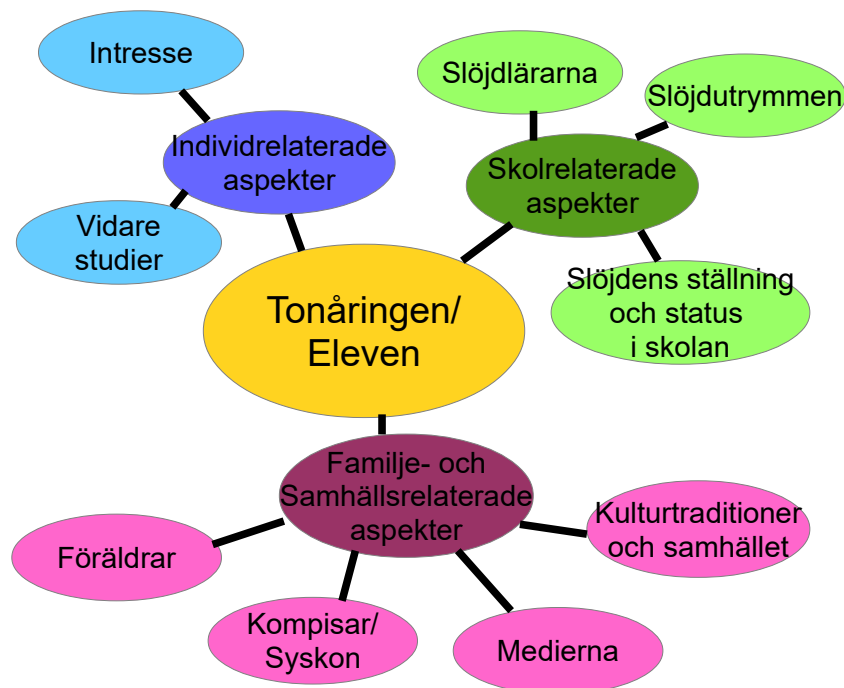 Intresse
Individrelaterade
aspekter
Vidare
studier
Slöjdlärarna
Slöjdutrymmen
Skolrelaterade
aspekter
Slöjdens ställning
och status
i skolan
Tonåringen/
Eleven
Familje- och
Samhällsrelaterade
aspekter
Kulturtraditioner
och samhället
Föräldrar
Kompisar/
Syskon
Medierna